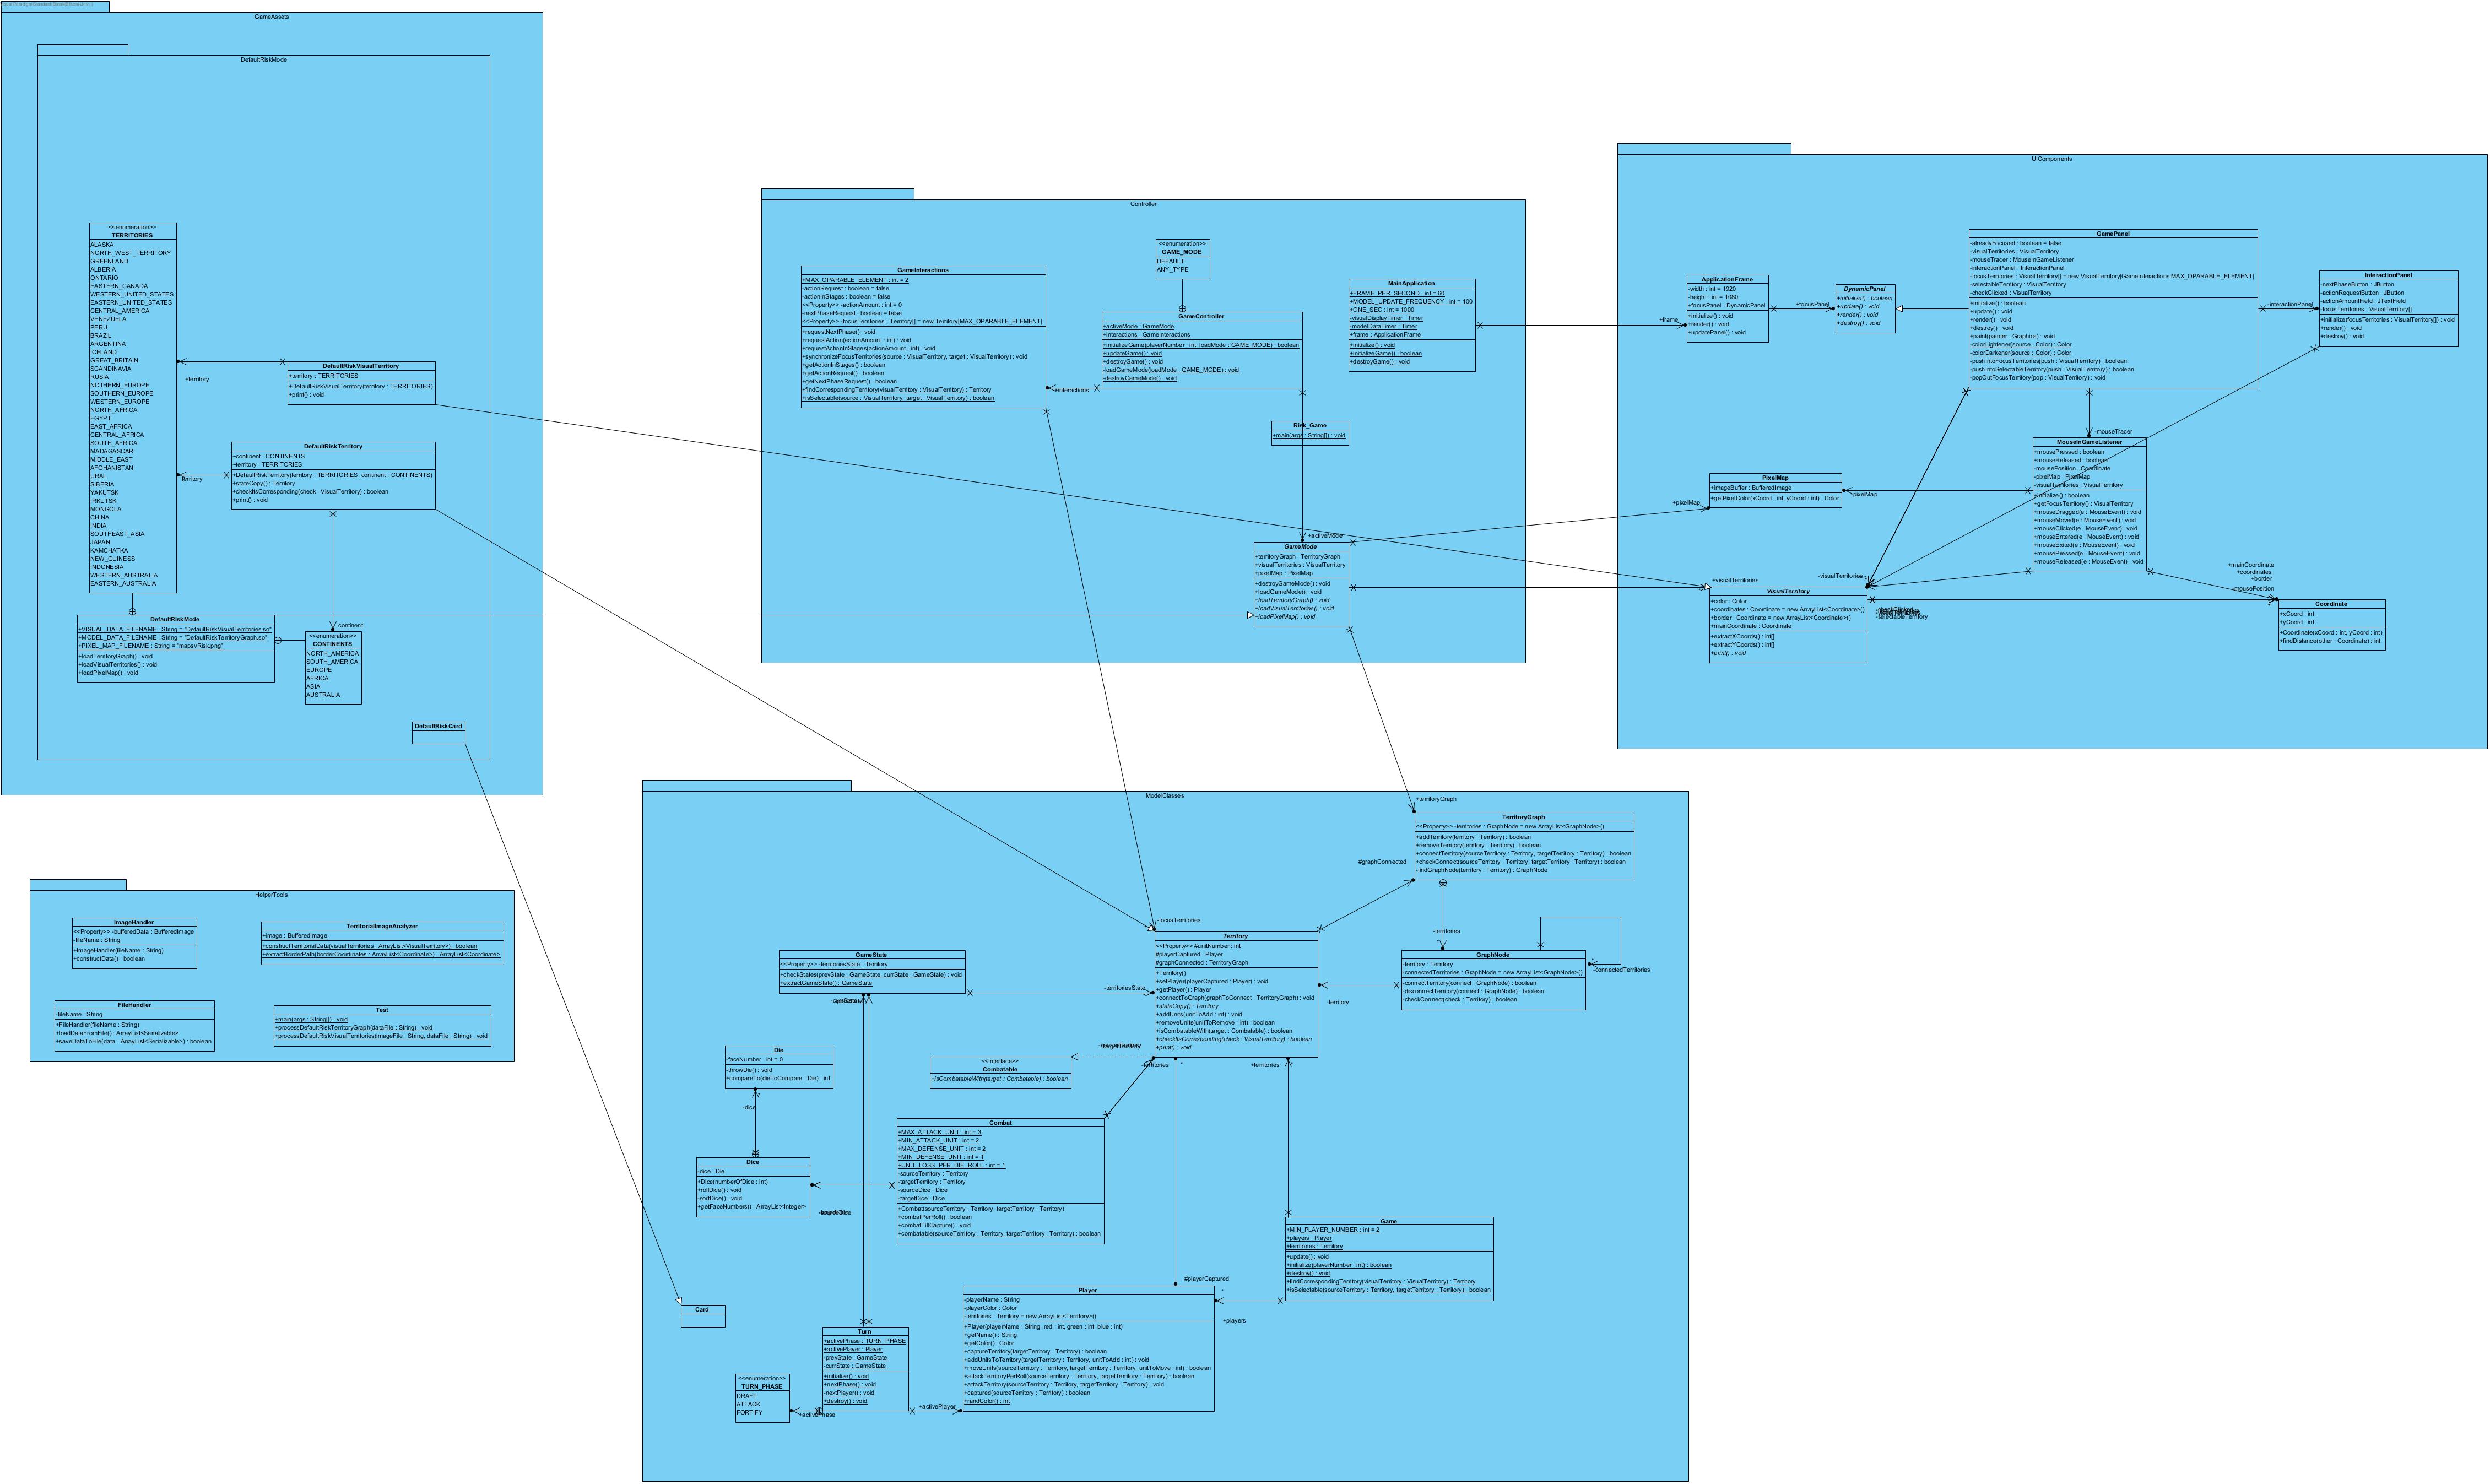 GameAssets
DefaultRiskMode
<<enumeration>>
TERRITORIES
ALASKA
NORTH_WEST_TERRITORY
GREENLAND
ALBERIA
ONTARIO
EASTERN_CANADA
WESTERN_UNITED_STATES
EASTERN_UNITED_STATES
CENTRAL_AMERICA
VENEZUELA
PERU
BRAZIL
ARGENTINA
ICELAND
GREAT_BRITAIN
SCANDINAVIA
RUSIA
NOTHERN_EUROPE
SOUTHERN_EUROPE
WESTERN_EUROPE
NORTH_AFRICA
EGYPT
EAST_AFRICA
CENTRAL_AFRICA
SOUTH_AFRICA
MADAGASCAR
MIDDLE_EAST
AFGHANISTAN
URAL
SIBERIA
YAKUTSK
IRKUTSK
MONGOLA
CHINA
INDIA
SOUTHEAST_ASIA
JAPAN
KAMCHATKA
NEW_GUINESS
INDONESIA
WESTERN_AUSTRALIA
EASTERN_AUSTRALIA
+territory
DefaultRiskVisualTerritory
+territory : TERRITORIES
+DefaultRiskVisualTerritory(territory : TERRITORIES)
+print() : void
DefaultRiskTerritory
~continent : CONTINENTS
~territory : TERRITORIES
+DefaultRiskTerritory(territory : TERRITORIES, continent : CONTINENTS)
+stateCopy() : Territory
+checkItsCorresponding(check : VisualTerritory) : boolean
+print() : void
territory
DefaultRiskMode
+VISUAL_DATA_FILENAME : String = "DefaultRiskVisualTerritories.so"
+MODEL_DATA_FILENAME : String = "DefaultRiskTerritoryGraph.so"
+PIXEL_MAP_FILENAME : String = "maps\\Risk.png"
+loadTerritoryGraph() : void
+loadVisualTerritories() : void
+loadPixelMap() : void
continent
<<enumeration>>
CONTINENTS
NORTH_AMERICA
SOUTH_AMERICA
EUROPE
AFRICA
ASIA
AUSTRALIA
DefaultRiskCard
Controller
GameInteractions
+MAX_OPARABLE_ELEMENT : int = 2
-actionRequest : boolean = false
-actionInStages : boolean = false
<<Property>> -actionAmount : int = 0
-nextPhaseRequest : boolean = false
<<Property>> -focusTerritories : Territory[] = new Territory[MAX_OPARABLE_ELEMENT]
+requestNextPhase() : void
+requestAction(actionAmount : int) : void
+requestActionInStages(actionAmount : int) : void
+synchronizeFocusTerritories(source : VisualTerritory, target : VisualTerritory) : void
+getActionInStages() : boolean
+getActionRequest() : boolean
+getNextPhaseRequest() : boolean
+findCorrespondingTerritory(visualTerritory : VisualTerritory) : Territory
+isSelectable(source : VisualTerritory, target : VisualTerritory) : boolean
<<enumeration>>
GAME_MODE
DEFAULT
ANY_TYPE
GameController
+activeMode : GameMode
+interactions : GameInteractions
+initializeGame(playerNumber : int, loadMode : GAME_MODE) : boolean
+updateGame() : void
+destroyGame() : void
-loadGameMode(loadMode : GAME_MODE) : void
-destroyGameMode() : void
+interactions
MainApplication
+FRAME_PER_SECOND : int = 60
+MODEL_UPDATE_FREQUENCY : int = 100
+ONE_SEC : int = 1000
-visualDisplayTimer : Timer
-modelDataTimer : Timer
+frame : ApplicationFrame
+initialize() : void
+initializeGame() : boolean
+destroyGame() : void
Risk_Game
+main(args : String[]) : void
+activeMode
GameMode
+territoryGraph : TerritoryGraph
+visualTerritories : VisualTerritory
+pixelMap : PixelMap
+destroyGameMode() : void
+loadGameMode() : void
+loadTerritoryGraph() : void
+loadVisualTerritories() : void
+loadPixelMap() : void
UIComponents
+frame
ApplicationFrame
-width : int = 1920
-height : int = 1080
+focusPanel : DynamicPanel
+initialize() : void
+render() : void
+updatePanel() : void
+focusPanel
DynamicPanel
+initialize() : boolean
+update() : void
+render() : void
+destroy() : void
GamePanel
-alreadyFocused : boolean = false
-visualTerritories : VisualTerritory
-mouseTracer : MouseInGameListener
-interactionPanel : InteractionPanel
-focusTerritories : VisualTerritory[] = new VisualTerritory[GameInteractions.MAX_OPARABLE_ELEMENT]
-selectableTerritory : VisualTerritory
-checkClicked : VisualTerritory
+initialize() : boolean
+update() : void
+render() : void
+destroy() : void
+paint(painter : Graphics) : void
-colorLightener(source : Color) : Color
-colorDarkener(source : Color) : Color
-pushIntoFocusTerritories(push : VisualTerritory) : boolean
-pushIntoSelectableTerritory(push : VisualTerritory) : boolean
-popOutFocusTerritory(pop : VisualTerritory) : void
-interactionPanel
InteractionPanel
-nextPhaseButton : JButton
-actionRequestButton : JButton
-actionAmountField : JTextField
-focusTerritories : VisualTerritory[]
+initialize(focusTerritories : VisualTerritory[]) : void
+render() : void
+destroy() : void
-mouseTracer
MouseInGameListener
+mousePressed : boolean
+mouseReleased : boolean
-mousePosition : Coordinate
-pixelMap : PixelMap
-visualTerritories : VisualTerritory
+initialize() : boolean
+getFocusTerritory() : VisualTerritory
+mouseDragged(e : MouseEvent) : void
+mouseMoved(e : MouseEvent) : void
+mouseClicked(e : MouseEvent) : void
+mouseEntered(e : MouseEvent) : void
+mouseExited(e : MouseEvent) : void
+mousePressed(e : MouseEvent) : void
+mouseReleased(e : MouseEvent) : void
PixelMap
+imageBuffer : BufferedImage
+getPixelColor(xCoord : int, yCoord : int) : Color
-pixelMap
+pixelMap
+visualTerritories
-visualTerritories
VisualTerritory
+color : Color
+coordinates : Coordinate = new ArrayList<Coordinate>()
+border : Coordinate = new ArrayList<Coordinate>()
+mainCoordinate : Coordinate
+extractXCoords() : int[]
+extractYCoords() : int[]
+print() : void
-selectableTerritory
+mainCoordinate
+coordinates
+border
-mousePosition
Coordinate
+xCoord : int
+yCoord : int
+Coordinate(xCoord : int, yCoord : int)
+findDistance(other : Coordinate) : int
HelperTools
ImageHandler
<<Property>> -bufferedData : BufferedImage
-fileName : String
+ImageHandler(fileName : String)
+constructData() : boolean
TerritorialImageAnalyzer
+image : BufferedImage
+constructTerritorialData(visualTerritories : ArrayList<VisualTerritory>) : boolean
+extractBorderPath(borderCoordinates : ArrayList<Coordinate>) : ArrayList<Coordinate>
FileHandler
-fileName : String
+FileHandler(fileName : String)
+loadDataFromFile() : ArrayList<Serializable>
+saveDataToFile(data : ArrayList<Serializable>) : boolean
Test
+main(args : String[]) : void
+processDefaultRiskTerritoryGraph(dataFile : String) : void
+processDefaultRiskVisualTerritories(imageFile : String, dataFile : String) : void
ModelClasses
+territoryGraph
TerritoryGraph
<<Property>> -territories : GraphNode = new ArrayList<GraphNode>()
+addTerritory(territory : Territory) : boolean
+removeTerritory(territory : Territory) : boolean
+connectTerritory(sourceTerritory : Territory, targetTerritory : Territory) : boolean
+checkConnect(sourceTerritory : Territory, targetTerritory : Territory) : boolean
-findGraphNode(territory : Territory) : GraphNode
#graphConnected
-territories
-focusTerritories
Territory
<<Property>> #unitNumber : int
#playerCaptured : Player
#graphConnected : TerritoryGraph
+Territory()
+setPlayer(playerCaptured : Player) : void
+getPlayer() : Player
+connectToGraph(graphToConnect : TerritoryGraph) : void
+stateCopy() : Territory
+addUnits(unitToAdd : int) : void
+removeUnits(unitToRemove : int) : boolean
+isCombatableWith(target : Combatable) : boolean
+checkItsCorresponding(check : VisualTerritory) : boolean
+print() : void
GraphNode
-territory : Territory
-connectedTerritories : GraphNode = new ArrayList<GraphNode>()
-connectTerritory(connect : GraphNode) : boolean
-disconnectTerritory(connect : GraphNode) : boolean
-checkConnect(check : Territory) : boolean
-connectedTerritories
-territory
GameState
<<Property>> -territoriesState : Territory
+checkStates(prevState : GameState, currState : GameState) : void
+extractGameState() : GameState
-territoriesState
<<Interface>>
Combatable
+isCombatableWith(target : Combatable) : boolean
-territories
+territories
Die
-faceNumber : int = 0
-throwDie() : void
+compareTo(dieToCompare : Die) : int
-dice
Dice
-dice : Die
+Dice(numberOfDice : int)
+rollDice() : void
-sortDice() : void
+getFaceNumbers() : ArrayList<Integer>
Combat
+MAX_ATTACK_UNIT : int = 3
+MIN_ATTACK_UNIT : int = 2
+MAX_DEFENSE_UNIT : int = 2
+MIN_DEFENSE_UNIT : int = 1
+UNIT_LOSS_PER_DIE_ROLL : int = 1
-sourceTerritory : Territory
-targetTerritory : Territory
-sourceDice : Dice
-targetDice : Dice
+Combat(sourceTerritory : Territory, targetTerritory : Territory)
+combatPerRoll() : boolean
+combatTillCapture() : void
+combatable(sourceTerritory : Territory, targetTerritory : Territory) : boolean
Game
+MIN_PLAYER_NUMBER : int = 2
+players : Player
+territories : Territory
+update() : void
+initialize(playerNumber : int) : boolean
+destroy() : void
+findCorrespondingTerritory(visualTerritory : VisualTerritory) : Territory
+isSelectable(sourceTerritory : Territory, targetTerritory : Territory) : boolean
#playerCaptured
+players
Player
-playerName : String
-playerColor : Color
-territories : Territory = new ArrayList<Territory>()
+Player(playerName : String, red : int, green : int, blue : int)
+getName() : String
+getColor() : Color
+captureTerritory(targetTerritory : Territory) : boolean
+addUnitsToTerritory(targetTerritory : Territory, unitToAdd : int) : void
+moveUnits(sourceTerritory : Territory, targetTerritory : Territory, unitToMove : int) : boolean
+attackTerritoryPerRoll(sourceTerritory : Territory, targetTerritory : Territory) : boolean
+attackTerritory(sourceTerritory : Territory, targetTerritory : Territory) : void
+captured(sourceTerritory : Territory) : boolean
+randColor() : int
Card
Turn
+activePhase : TURN_PHASE
+activePlayer : Player
-prevState : GameState
-currState : GameState
+initialize() : void
+nextPhase() : void
-nextPlayer() : void
+destroy() : void
<<enumeration>>
TURN_PHASE
DRAFT
ATTACK
FORTIFY
+activePhase
+activePlayer